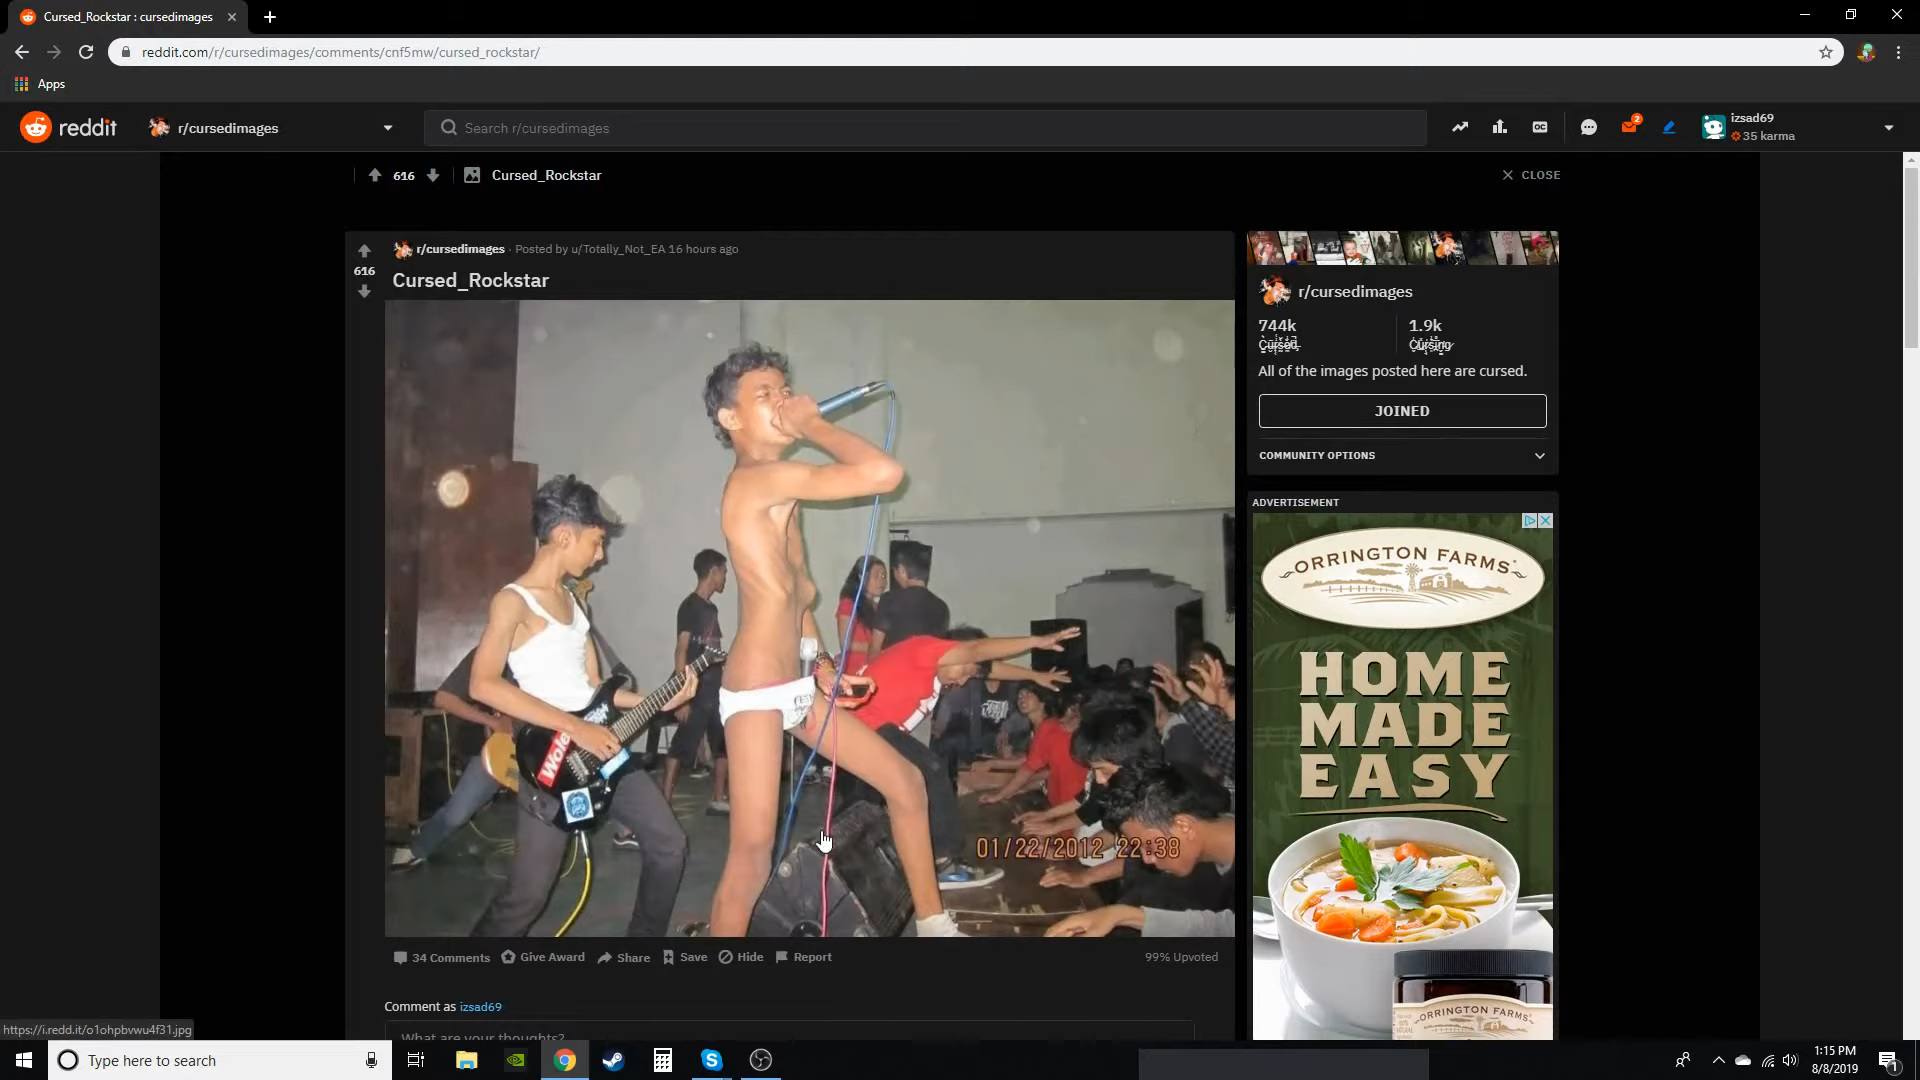 Cursed_Rockstar : cursedimages
reddit.com/r/cursedimages/comments/cnf5mw/cursed_rockstar/
Apps
reddit
r/cursedimages
Search r/cursedimages
2
izsad69
35 karma
616
Cursed_Rockstar
CLOSE
r/cursedimages · Posted by u/Totally_Not_EA 16 hours ago
616
Cursed_Rockstar
r/cursedimages
744k
1.9k
Cursed
Cursing
All of the images posted here are cursed.
JOINED
COMMUNITY OPTIONS
ADVERTISEMENT
ORRINGTON FARMS
HOME
MADE
EASY
ORRINGTON FARMS
01/22/2012 22:38
34 Comments
Give Award
Share
Save
Hide
Report
99% Upvoted
Comment as izsad69
What are your thoughts?
https://i.redd.it/o1ohpbvwu4f31.jpg
Type here to search
1:15 PM
8/8/2019
1